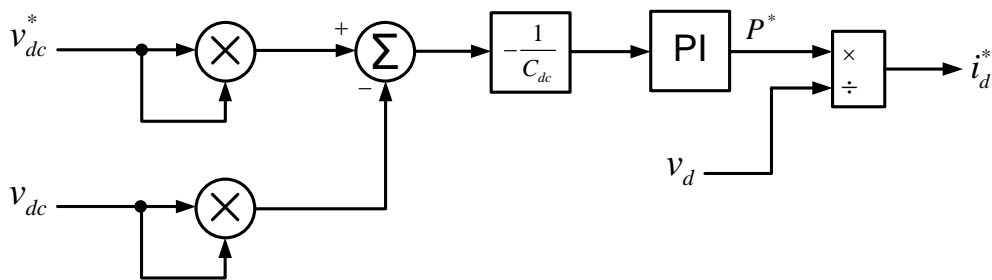 v*dc
+
Σ
−
−1/Cdc
PI
P*
×
÷
i*d
vd
vdc